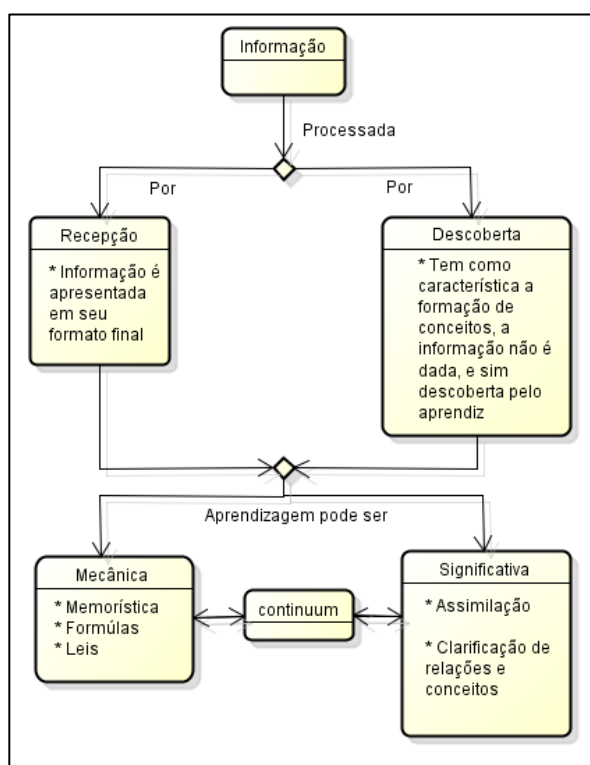 Informação
Processada
Por
Por
Recepção
* Informação é
apresentada
em seu
formato final
Descoberta
* Tem como
característica a
formação de
conceitos, a
informação não é
dada, e sim
descoberta pelo
aprendiz
Aprendizagem pode ser
Mecânica
* Memorística
* Formúlas
* Leis
continuum
Significativa
* Assimilação
* Clarificação de
relações e
conceitos